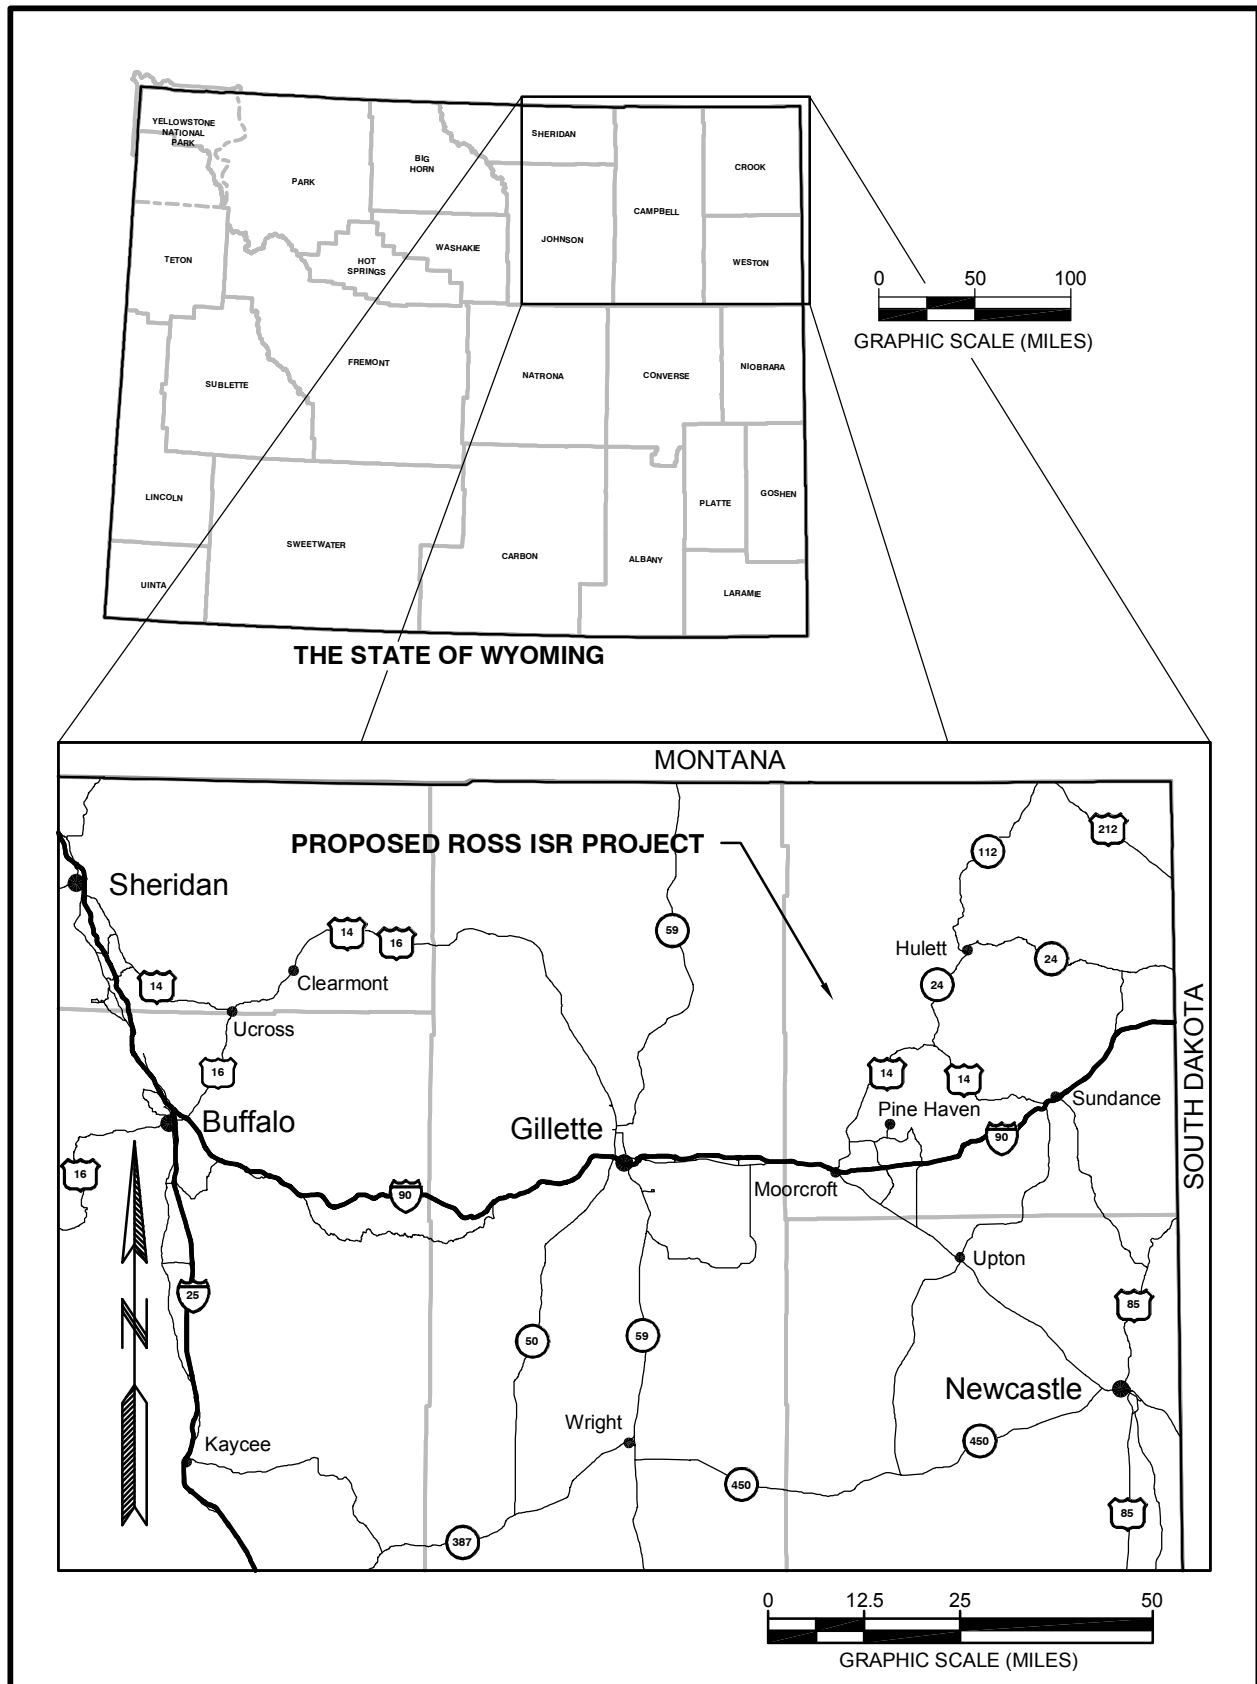 YELLOWSTONE
NATIONAL
PARK
SHERIDAN
BIG
HORN
CROOK
PARK
CAMPBELL
JOHNSON
WASHAKIE
TETON
HOT
SPRINGS
WESTON
0 50 100
GRAPHIC SCALE (MILES)
FREMONT
NIOBRARA
SUBLETTE
NATRONA
CONVERSE
LINCOLN
PLATTE
GOSHEN
SWEETWATER
CARBON
ALBANY
UINTA
LARAMIE
THE STATE OF WYOMING
MONTANA
PROPOSED ROSS ISR PROJECT
212
112
Sheridan
14
16
59
Hulett
24
24
Clearmont
14
Ucross
SOUTH DAKOTA
16
14
14
Sundance
Pine Haven
Buffalo
Gillette
90
16
90
Moorcroft
Upton
25
N
85
50
59
Newcastle
Wright
450
Kaycee
450
85
387
0 12.5 25 50
GRAPHIC SCALE (MILES)